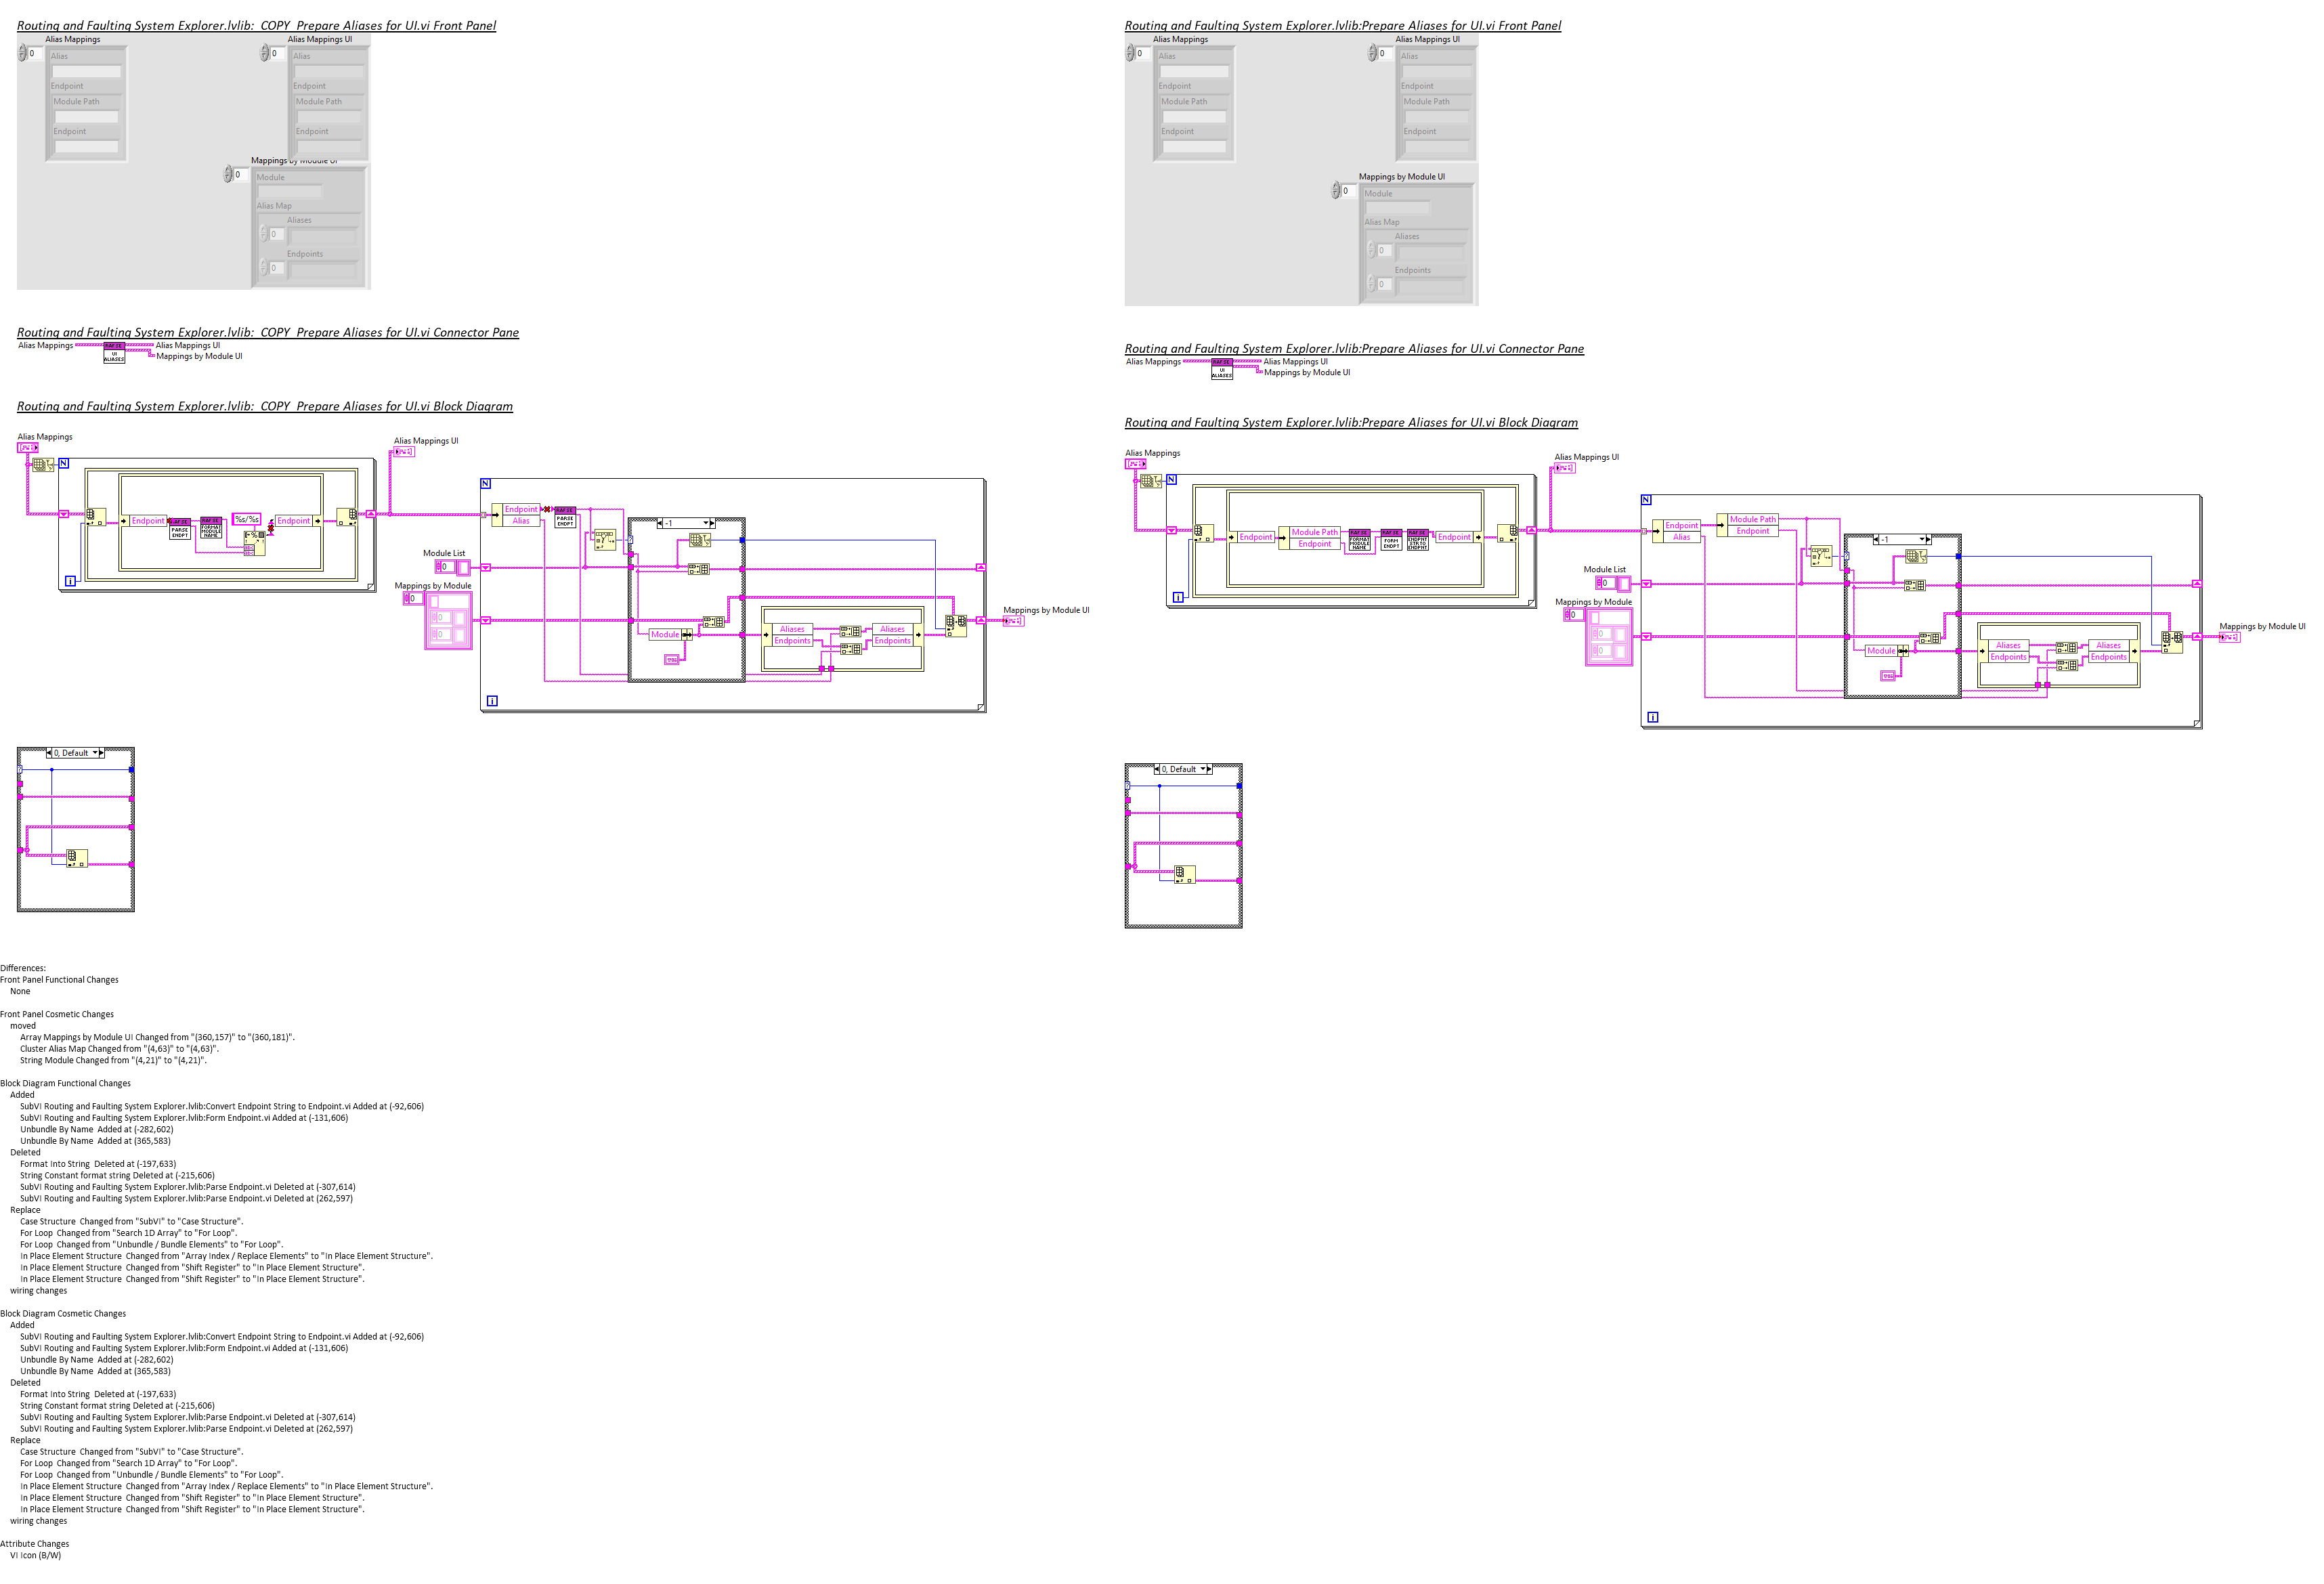 Routing and Faulting System Explorer.lvlib:  COPY  Prepare Aliases for UI.vi Front Panel
Alias Mappings
0
Alias
Endpoint
Module Path
Endpoint
Alias Mappings UI
0
Alias
Endpoint
Module Path
Endpoint
Mappings by Module UI
0
Module
Alias Map
Aliases
0
Endpoints
0
Routing and Faulting System Explorer.lvlib:  COPY  Prepare Aliases for UI.vi Connector Pane
Alias Mappings
RAF SE
UI
ALIASES
Alias Mappings UI
Mappings by Module UI
Routing and Faulting System Explorer.lvlib:  COPY  Prepare Aliases for UI.vi Block Diagram
Alias Mappings
N
Endpoint
RAF SE
PARSE
ENDPT
RAF SE
FORMAT
MODULE
NAME
%s/%s
Endpoint
i
Alias Mappings UI
N
Endpoint
Alias
RAF SE
PARSE
ENDPT
-1
Module List
0
Mappings by Module
0
0
0
Module
Aliases
Endpoints
Aliases
Endpoints
Mappings by Module UI
i
0, Default
Routing and Faulting System Explorer.lvlib:Prepare Aliases for UI.vi Front Panel
Alias Mappings
0
Alias
Endpoint
Module Path
Endpoint
Alias Mappings UI
0
Alias
Endpoint
Module Path
Endpoint
Mappings by Module UI
0
Module
Alias Map
Aliases
0
Endpoints
0
Routing and Faulting System Explorer.lvlib:Prepare Aliases for UI.vi Connector Pane
Alias Mappings
RAF SE
UI
ALIASES
Alias Mappings UI
Mappings by Module UI
Routing and Faulting System Explorer.lvlib:Prepare Aliases for UI.vi Block Diagram
Alias Mappings
N
Endpoint
Module Path
Endpoint
RAF SE
FORMAT
MODULE
NAME
RAF SE
FORM
ENDPT
RAF SE
ENDPNT
STRTO
ENDPNT
Endpoint
i
Alias Mappings UI
N
Endpoint
Alias
Module Path
Endpoint
-1
Module List
0
Mappings by Module
0
0
0
Module
Aliases
Endpoints
Aliases
Endpoints
Mappings by Module UI
i
0, Default
Differences:
Front Panel Functional Changes
None
Front Panel Cosmetic Changes
moved
Array Mappings by Module UI Changed from "(360,157)" to "(360,181)".
Cluster Alias Map Changed from "(4,63)" to "(4,63)".
String Module Changed from "(4,21)" to "(4,21)".
Block Diagram Functional Changes
Added
SubVI Routing and Faulting System Explorer.lvlib:Convert Endpoint String to Endpoint.vi Added at (-92,606)
SubVI Routing and Faulting System Explorer.lvlib:Form Endpoint.vi Added at (-131,606)
Unbundle By Name  Added at (-282,602)
Unbundle By Name  Added at (365,583)
Deleted
Format Into String  Deleted at (-197,633)
String Constant format string Deleted at (-215,606)
SubVI Routing and Faulting System Explorer.lvlib:Parse Endpoint.vi Deleted at (-307,614)
SubVI Routing and Faulting System Explorer.lvlib:Parse Endpoint.vi Deleted at (262,597)
Replace
Case Structure  Changed from "SubVI" to "Case Structure".
For Loop  Changed from "Search 1D Array" to "For Loop".
For Loop  Changed from "Unbundle / Bundle Elements" to "For Loop".
In Place Element Structure  Changed from "Array Index / Replace Elements" to "In Place Element Structure".
In Place Element Structure  Changed from "Shift Register" to "In Place Element Structure".
In Place Element Structure  Changed from "Shift Register" to "In Place Element Structure".
wiring changes
Block Diagram Cosmetic Changes
Added
SubVI Routing and Faulting System Explorer.lvlib:Convert Endpoint String to Endpoint.vi Added at (-92,606)
SubVI Routing and Faulting System Explorer.lvlib:Form Endpoint.vi Added at (-131,606)
Unbundle By Name  Added at (-282,602)
Unbundle By Name  Added at (365,583)
Deleted
Format Into String  Deleted at (-197,633)
String Constant format string Deleted at (-215,606)
SubVI Routing and Faulting System Explorer.lvlib:Parse Endpoint.vi Deleted at (-307,614)
SubVI Routing and Faulting System Explorer.lvlib:Parse Endpoint.vi Deleted at (262,597)
Replace
Case Structure  Changed from "SubVI" to "Case Structure".
For Loop  Changed from "Search 1D Array" to "For Loop".
For Loop  Changed from "Unbundle / Bundle Elements" to "For Loop".
In Place Element Structure  Changed from "Array Index / Replace Elements" to "In Place Element Structure".
In Place Element Structure  Changed from "Shift Register" to "In Place Element Structure".
In Place Element Structure  Changed from "Shift Register" to "In Place Element Structure".
wiring changes
Attribute Changes
VI Icon (B/W)